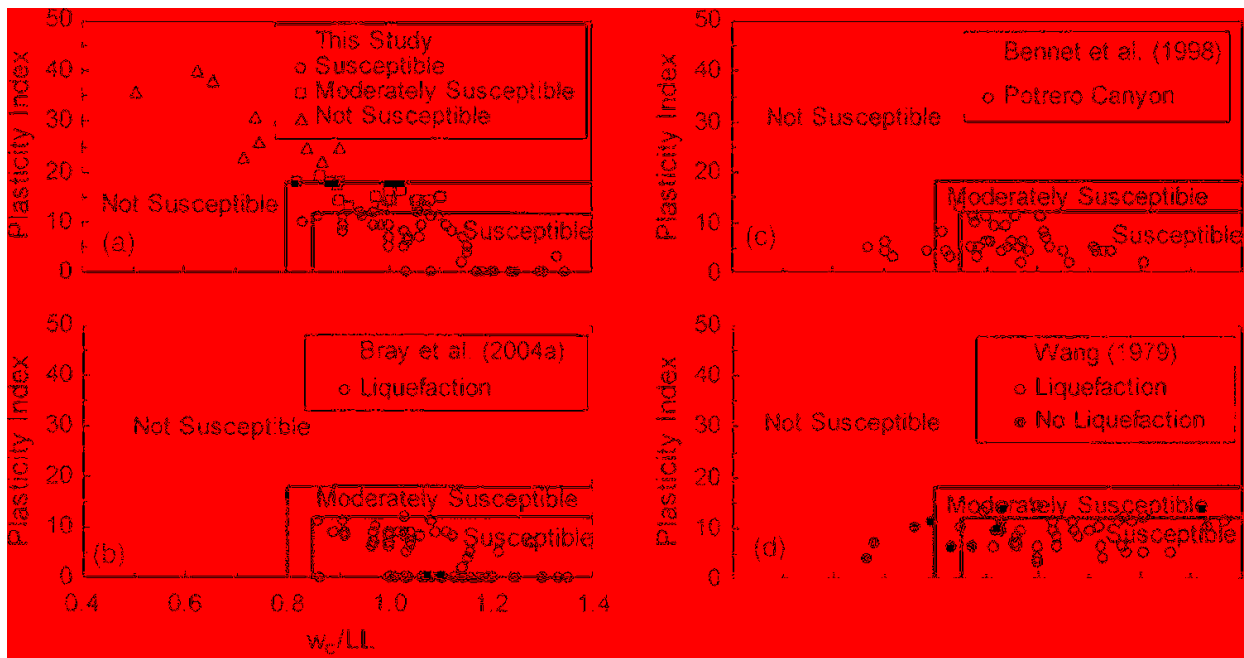 50
40
30
20
10
0
Plasticity Index
This Study
Susceptible
Moderately Susceptible
Not Susceptible
Not Susceptible
Susceptible
(a)
50
40
30
20
10
0
Plasticity Index
Bennet et al. (1998)
Potrero Canyon
Not Susceptible
Moderately Susceptible
Susceptible
(c)
50
40
30
20
10
0
Plasticity Index
Bray et al. (2004a)
Liquefaction
Not Susceptible
Moderately Susceptible
Susceptible
(b)
0.4 0.6 0.8 1.0 1.2 1.4
wc/LL
50
40
30
20
10
0
Plasticity Index
Wang (1979)
Liquefaction
No Liquefaction
Not Susceptible
Moderately Susceptible
Susceptible
(d)